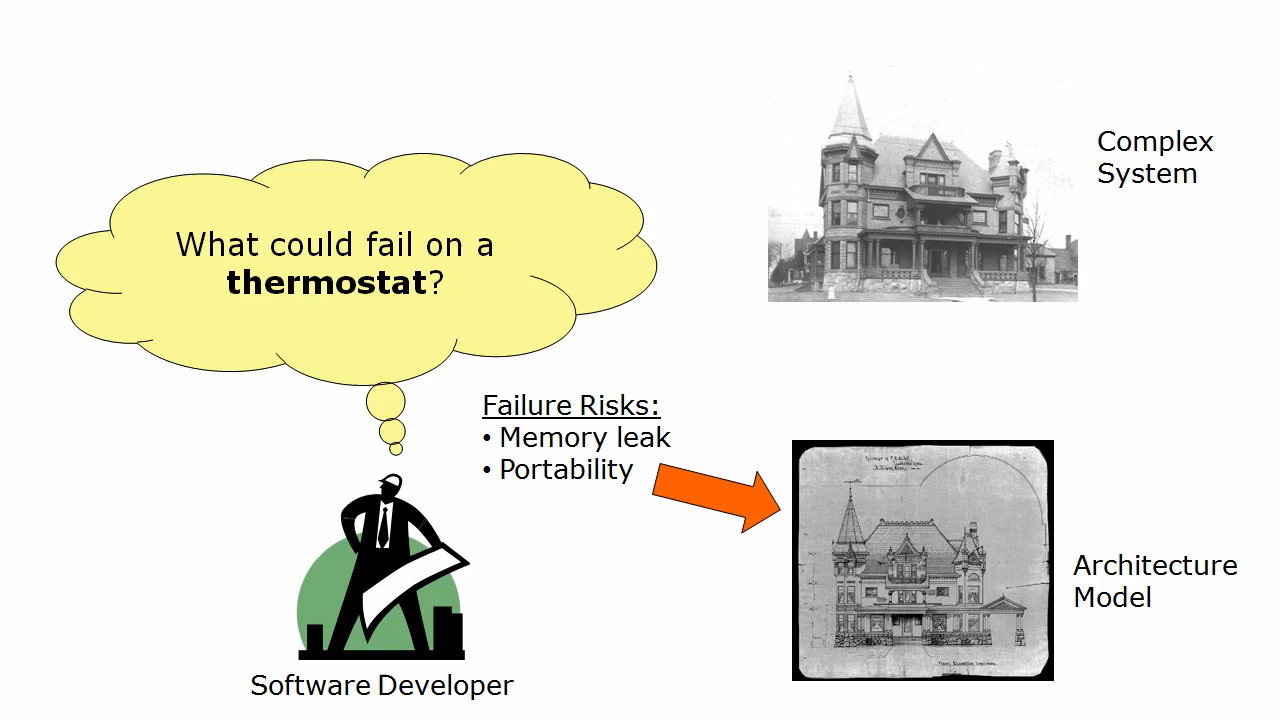 What could fail on a
thermostat?
Complex
System
Failure Risks:
• Memory leak
• Portability
Architecture
Model
Software Developer